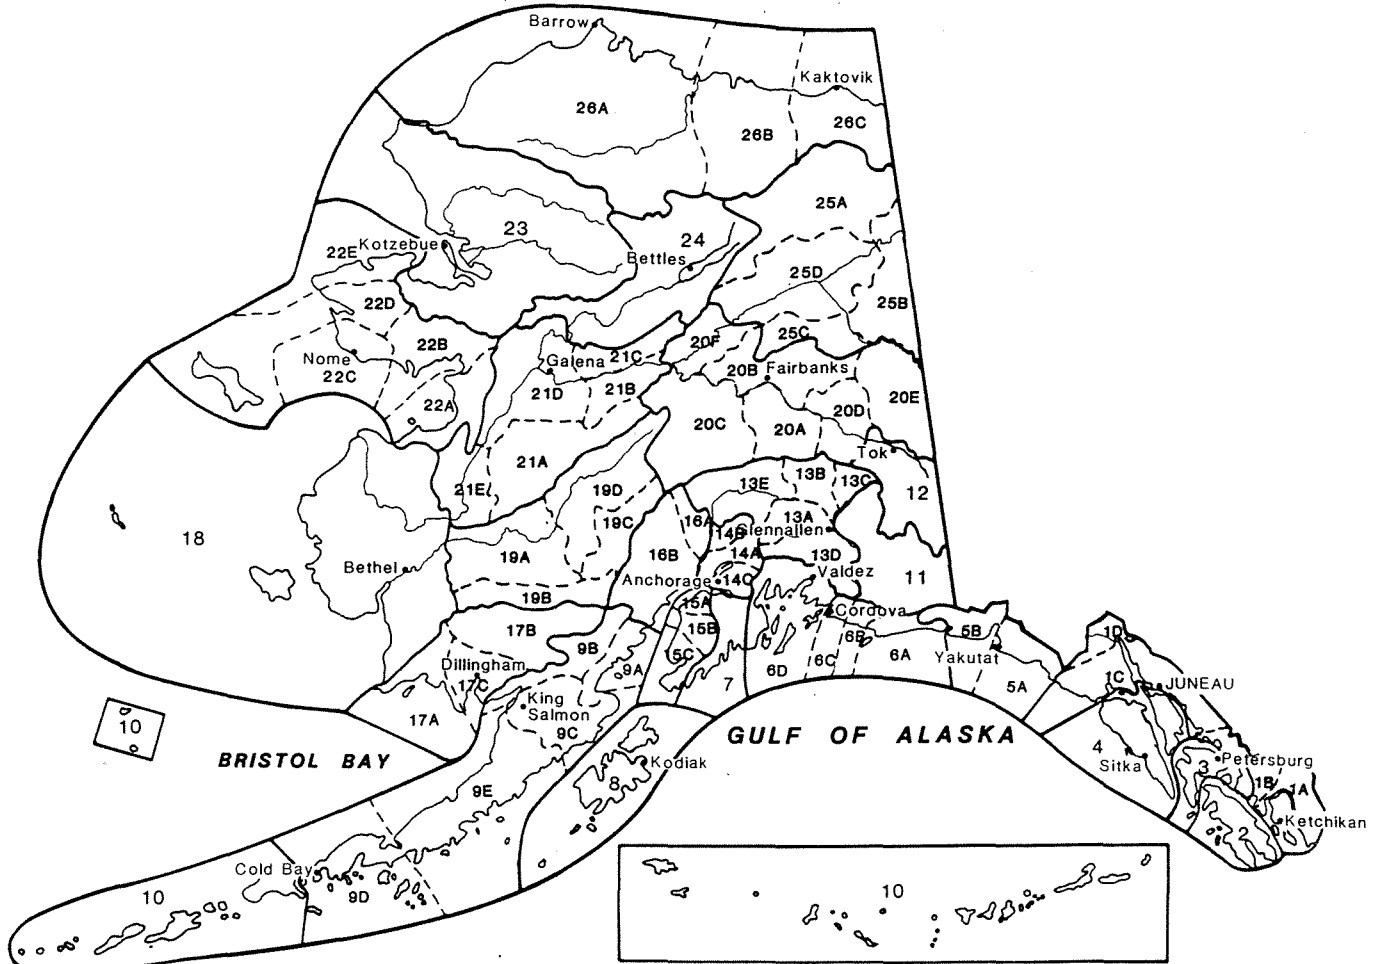 Barrow
Kaktovik
26A
26B
26C
25A
23
24
22E
Kotzebue
Bettles
25D
22D
25B
25C
22B
20F
Nome
22C
Galena
21C
20B
Fairbanks
21D
21B
20E
22A
20D
20C
20A
Tok
21A
21E
19D
13E
13B
13C
12
19C
16A
13A
Glennallen
14B
18
19A
16B
14A
13D
Bethel
Anchorage
14C
Valdez
11
19B
15A
Cordova
17B
15B
6B
5B
1D
9B
15C
6A
Yakutat
Dillingham
17C
9A
7
6D
6C
5A
1C
JUNEAU
King
Salmon
10
17A
9C
GULF OF ALASKA
BRISTOL BAY
4
Sitka
3
Petersburg
Kodiak
8
9E
1B
1A
Ketchikan
2
Cold Bay
10
9D
10